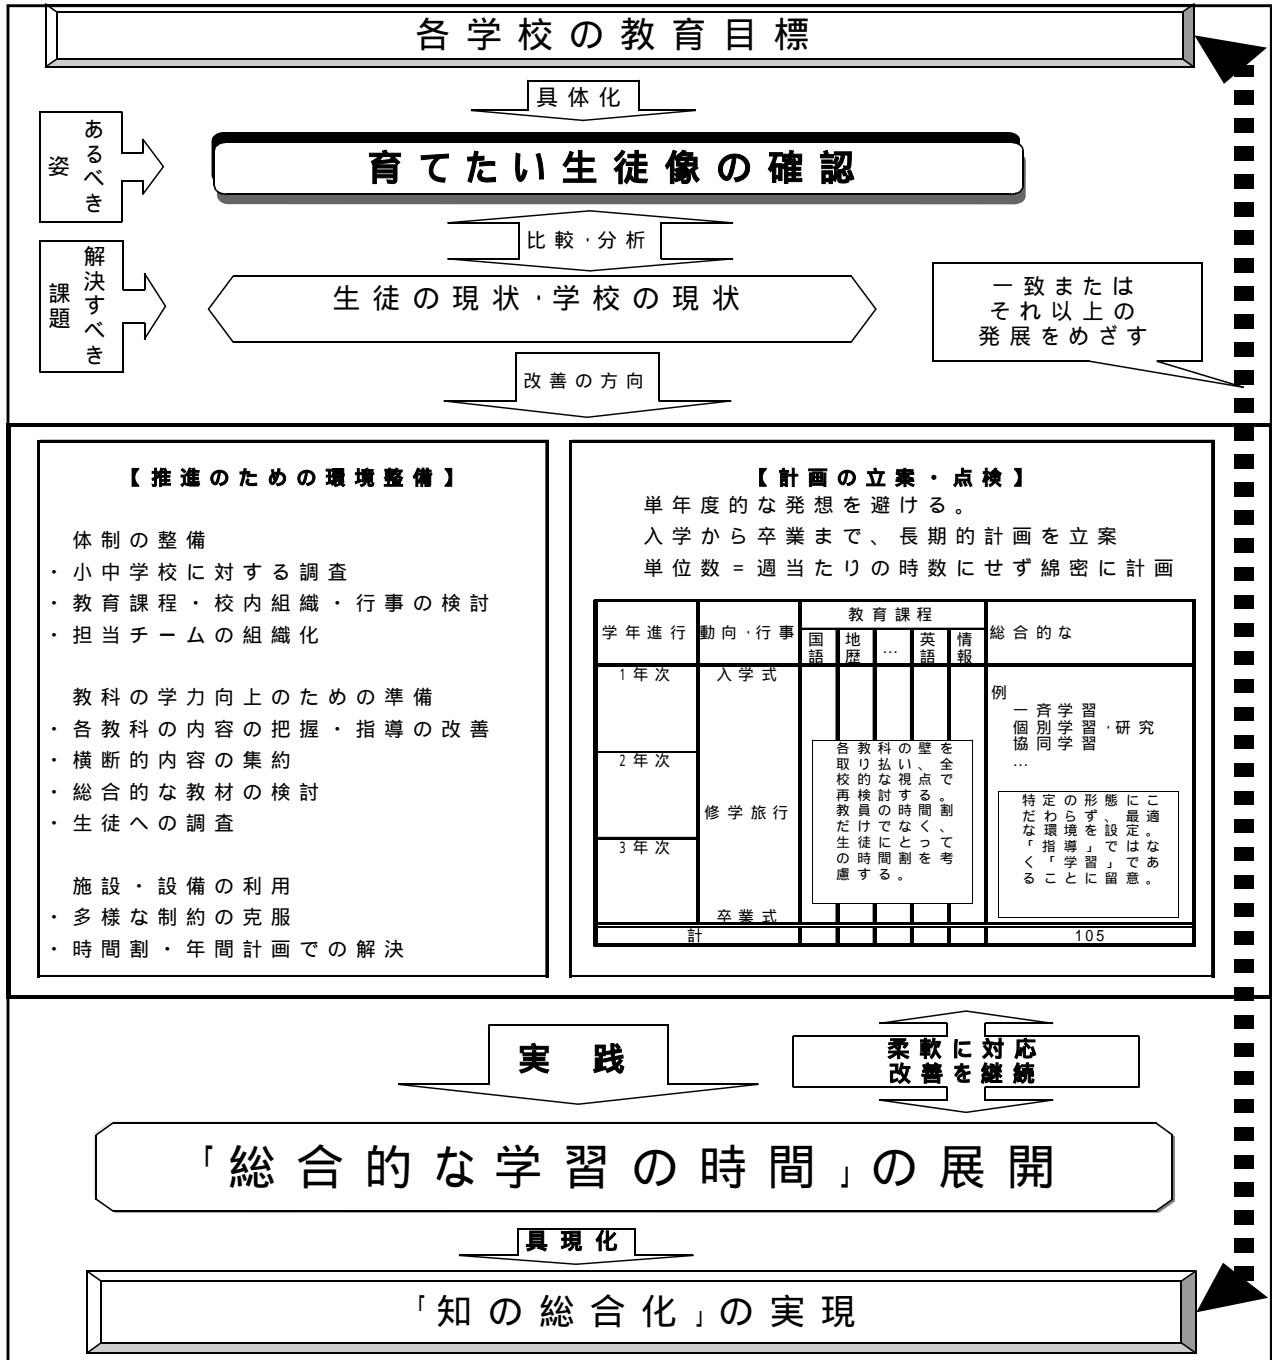 各学校の教育目標
具体化
あるべき
姿
育てたい生徒像の確認
比較・分析
解決すべき
課題
生徒の現状・学校の現状
一致または
それ以上の
発展をめざす
改善の方向
【推進のための環境整備】
体制の整備
・小中学校に対する調査
・教育課程・校内組織・行事の検討
・担当チームの組織化
教科の学力向上のための準備
・各教科の内容の把握・指導の改善
・横断的内容の集約
・総合的な教材の検討
・生徒への調査
施設・設備の利用
・多様な制約の克服
・時間割・年間計画での解決
【計画の立案・点検】
単年度的な発想を避ける。
入学から卒業まで、長期的計画を立案
単位数=週当たりの時数にせず綿密に計画
学年進行
動向・行事
教育課程
国語
地歴
…
英語
情報
総合的な
1年次
入学式
2年次
修学旅行
3年次
卒業式
各教科の壁を
取り払い、全
校的な視点で
再検討する。
教員の時間割
だけでなく、
生徒にとって
の時間割を考
慮する。
例
一斉学習
個別学習・研究
協同学習
…
特定の形態にこ
だわらず、最適
な環境を設定。
「指導」ではな
く「学習」であ
ることに留意。
計
105
実践
柔軟に対応
改善を継続
「総合的な学習の時間」の展開
具現化
「知の総合化」の実現